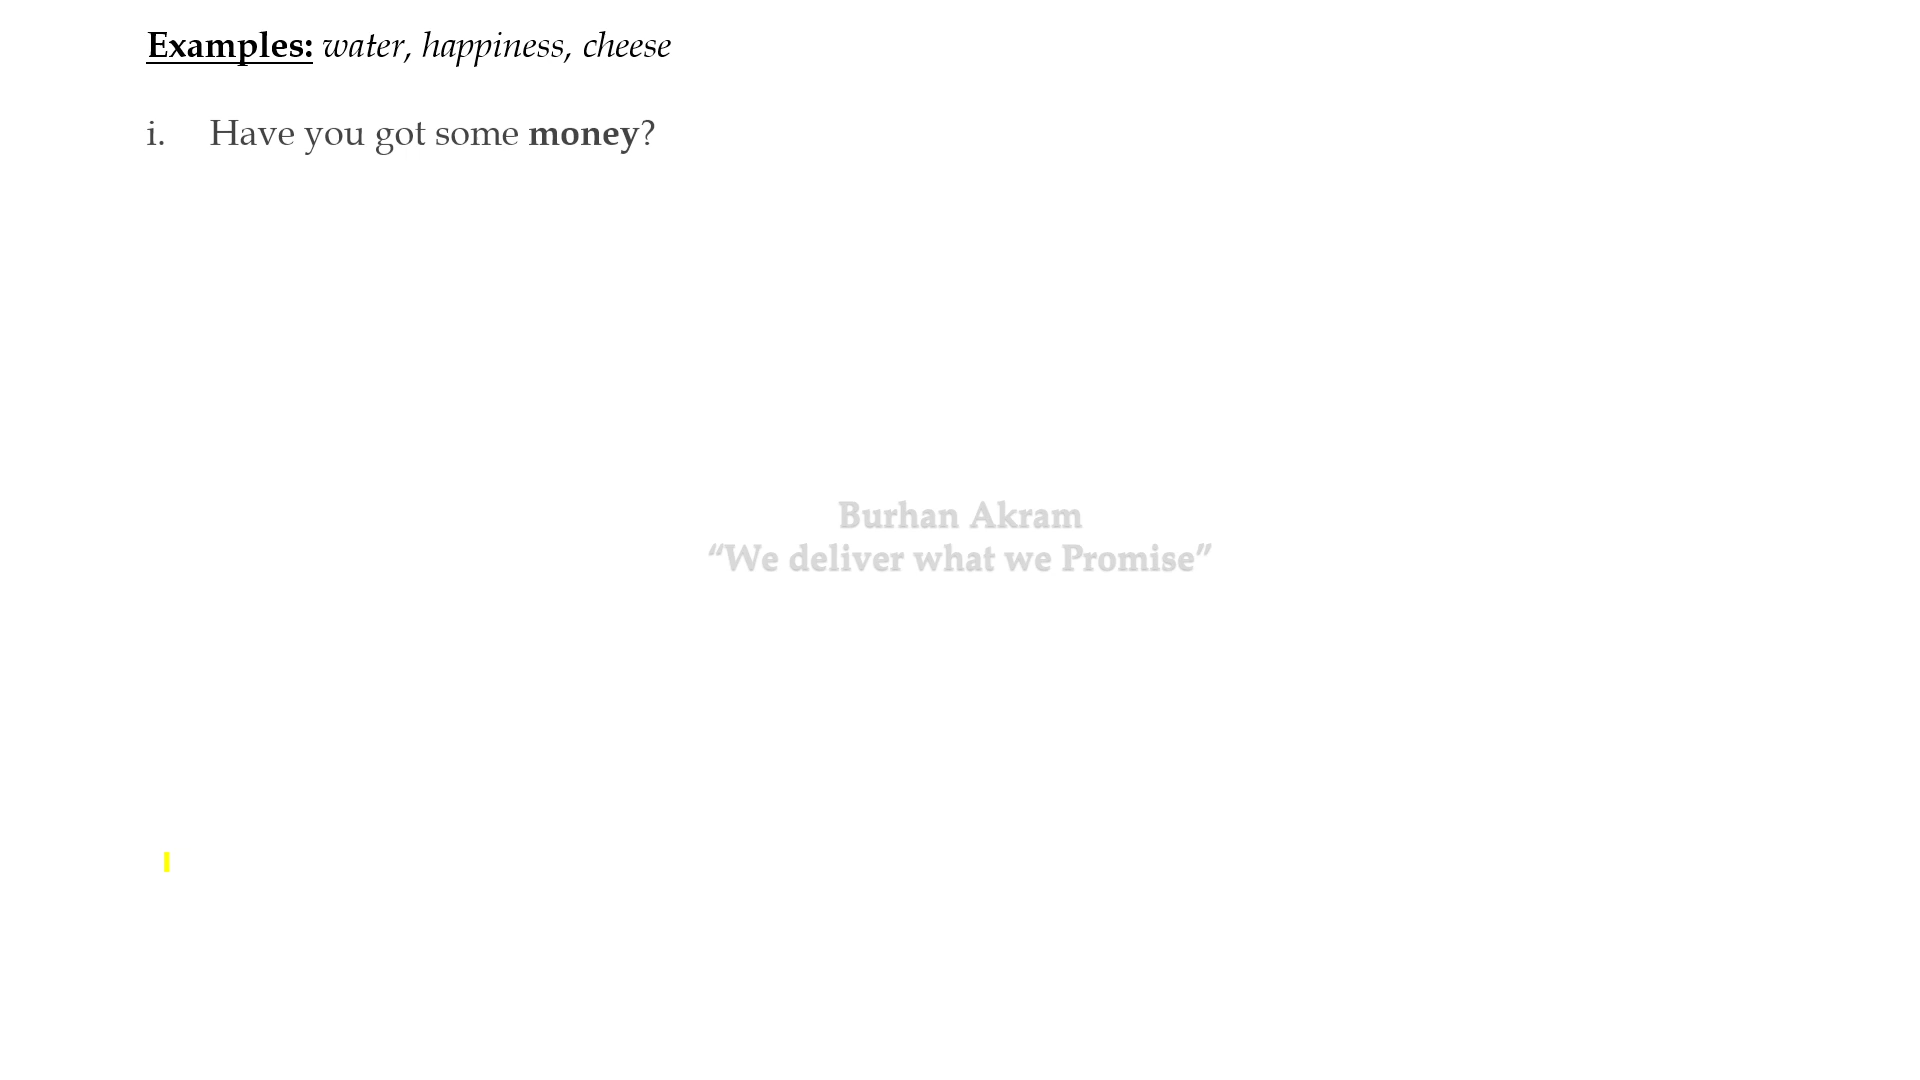 Examples: water, happiness, cheese
i. Have you got some money?
Burhan Akram
“We deliver what we Promise”